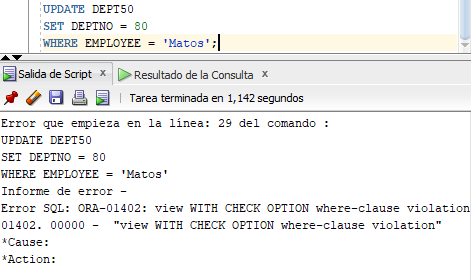 UPDATE DEPT50
SET DEPTNO = 80
WHERE EMPLOYEE = 'Matos';
Salida de Script x Resultado de la Consulta x
Tarea terminada en 1,142 segundos
Error que empieza en la línea: 29 del comando :
UPDATE DEPT50
SET DEPTNO = 80
WHERE EMPLOYEE = 'Matos'
Informe de error -
Error SQL: ORA-01402: view WITH CHECK OPTION where-clause violation
01402. 00000 - "view WITH CHECK OPTION where-clause violation"
*Cause:
*Action: